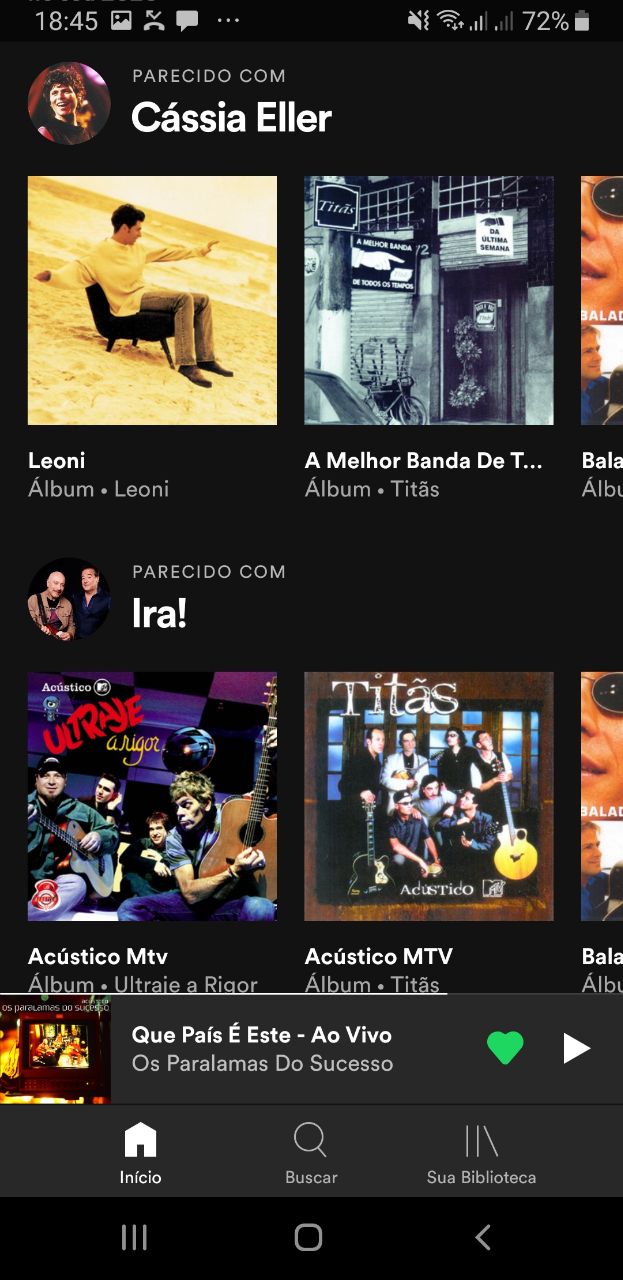 18:45 72%
PARECIDO COM
Cássia Eller
Titãs
DA
ÚLTIMA
SEMANA
A MELHOR BANDA
DE TODOS OS TEMPOS
BALAD
Leoni
Álbum • Leoni
A Melhor Banda De T...
Álbum • Titãs
Bala
Álbu
PARECIDO COM
Ira!
Acústico
ULTRAJE
a rigor
Titãs
ACÚSTICO
BALAD
Acústico Mtv
Álbum • Ultraje a Rigor
Acústico MTV
Álbum • Titãs
Bala
Álbu
acústico
os paralamas do sucesso
Que País É Este - Ao Vivo
Os Paralamas Do Sucesso
Início
Buscar
Sua Biblioteca